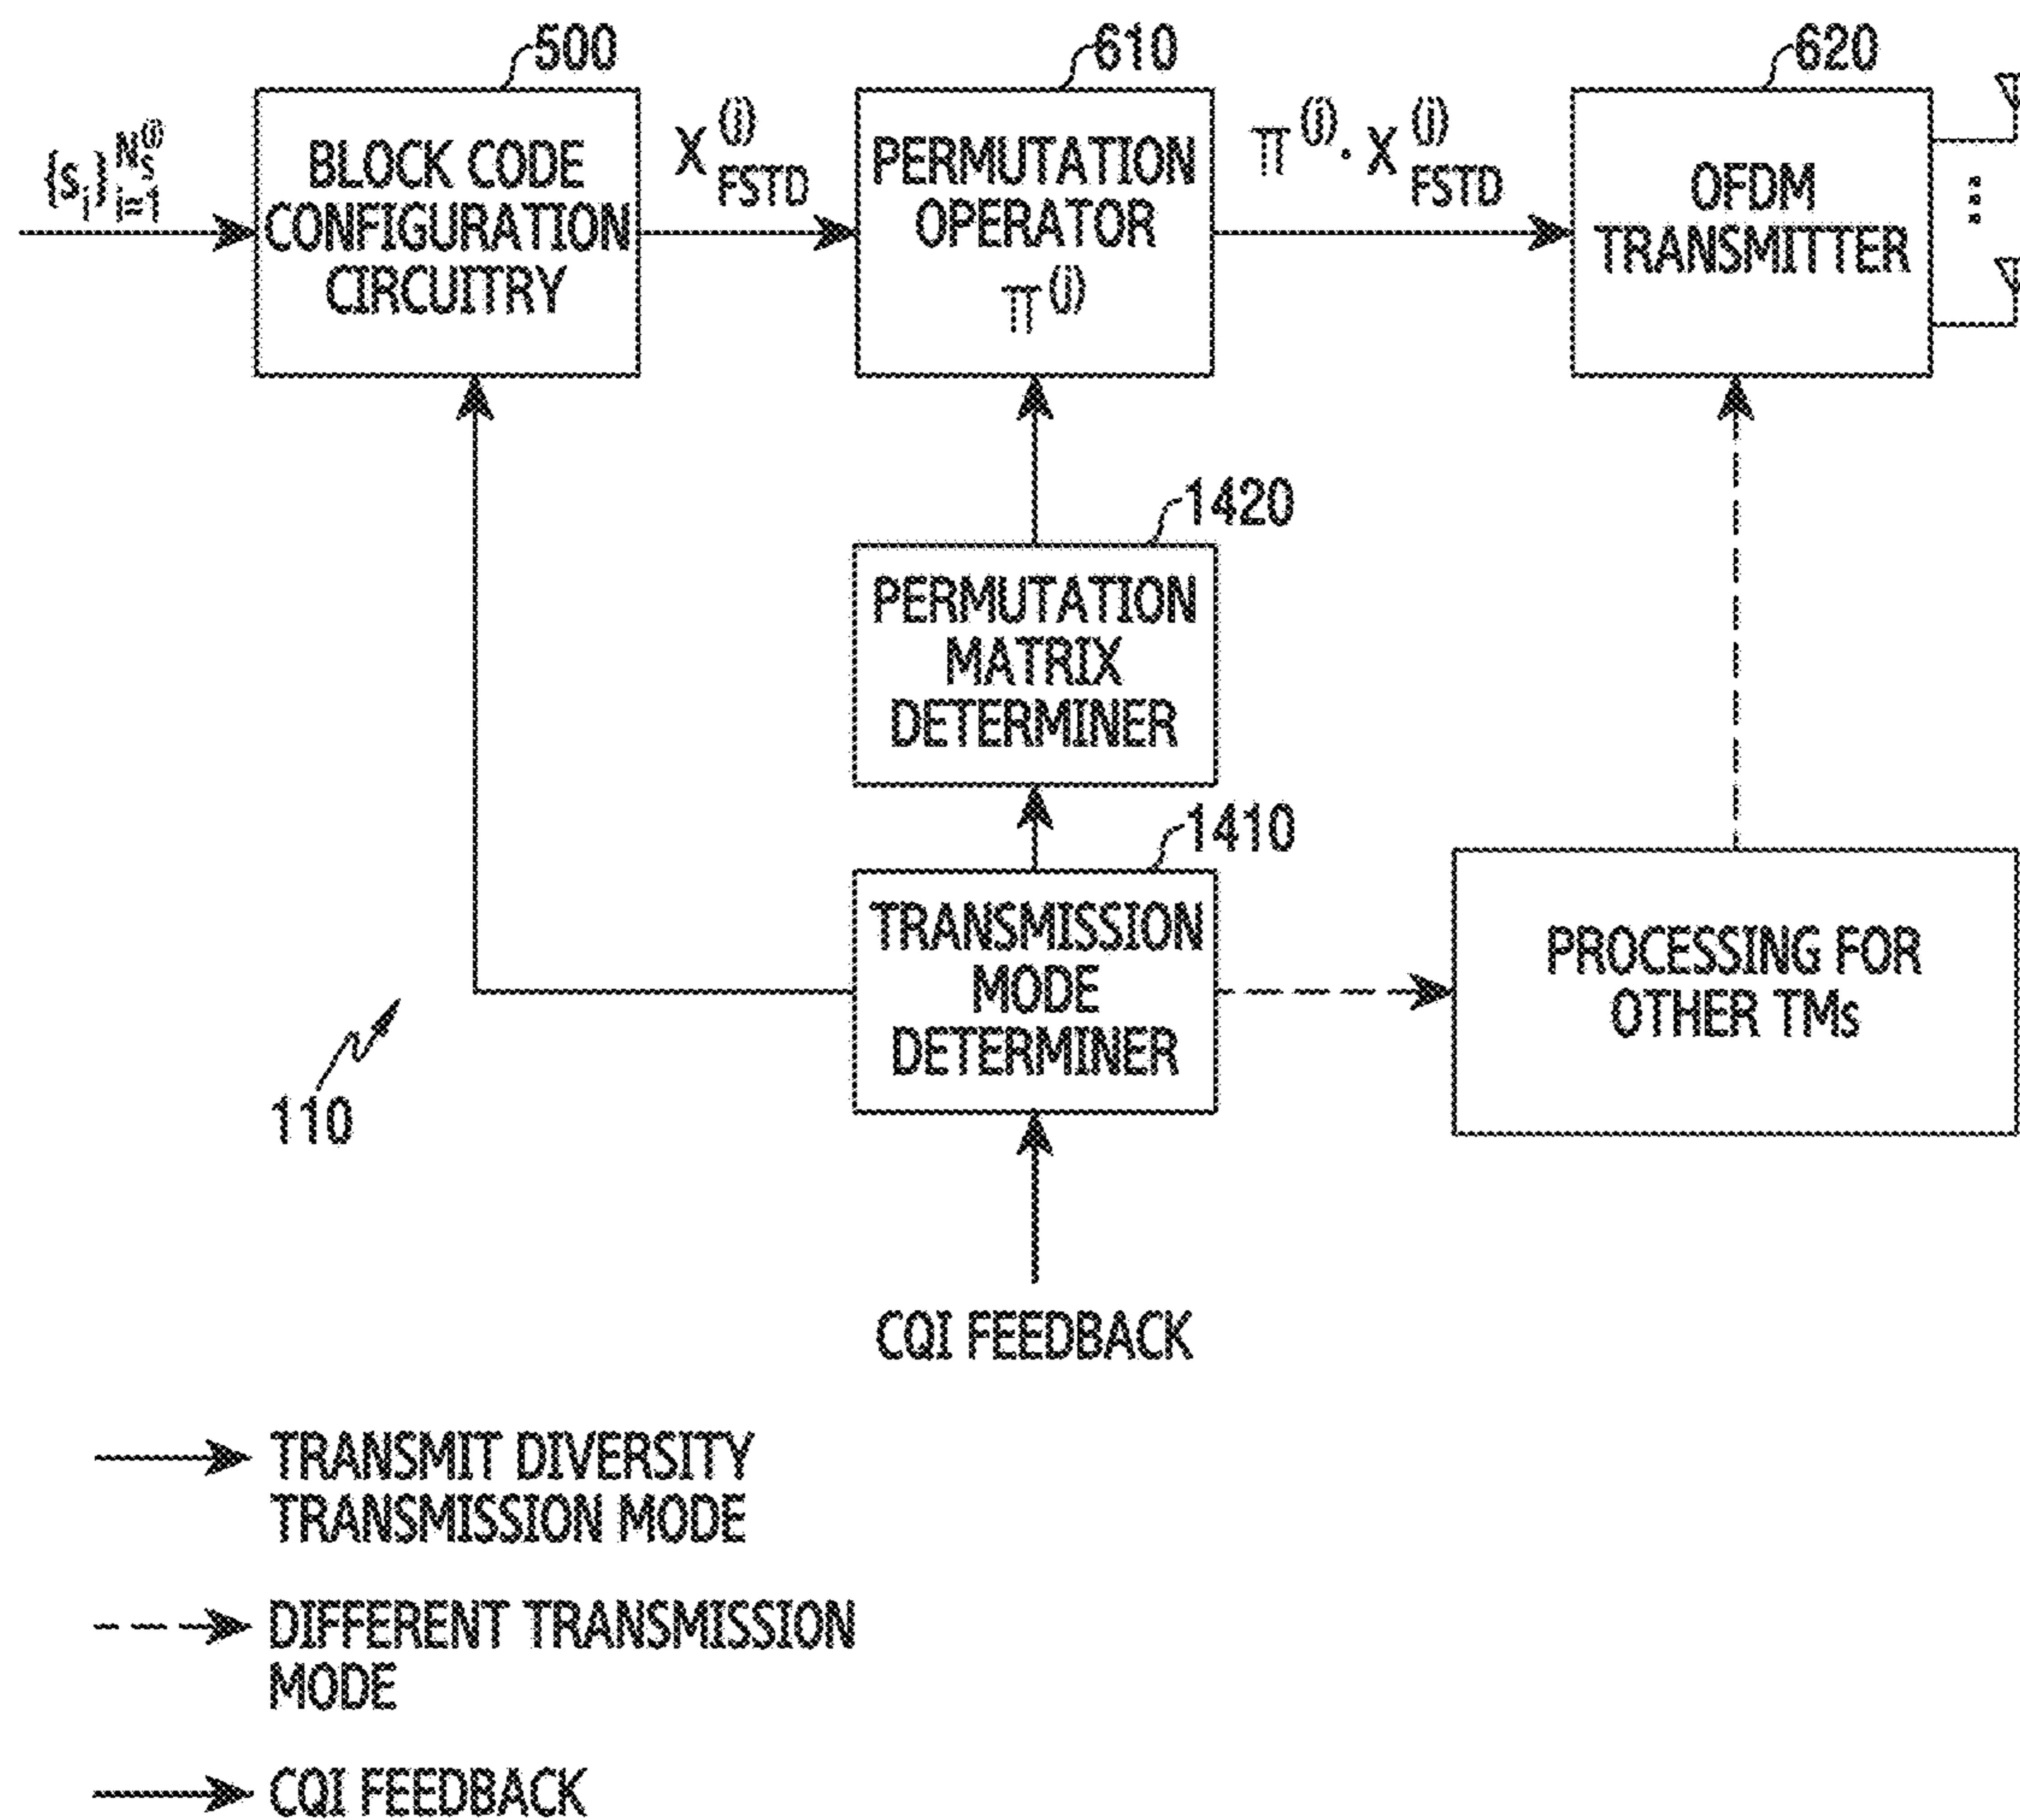 500
610
620
{s_i}_{i=1}^{N_S^{(j)}}
BLOCK CODE
CONFIGURATION
CIRCUITRY
X_{FSTD}^{(j)}
PERMUTATION
OPERATOR
π^{(j)}
π^{(j)} · X_{FSTD}^{(j)}
OFDM
TRANSMITTER
1420
PERMUTATION
MATRIX
DETERMINER
1410
TRANSMISSION
MODE
DETERMINER
PROCESSING FOR
OTHER TMs
110
CQI FEEDBACK
TRANSMIT DIVERSITY
TRANSMISSION MODE
DIFFERENT TRANSMISSION
MODE
CQI FEEDBACK